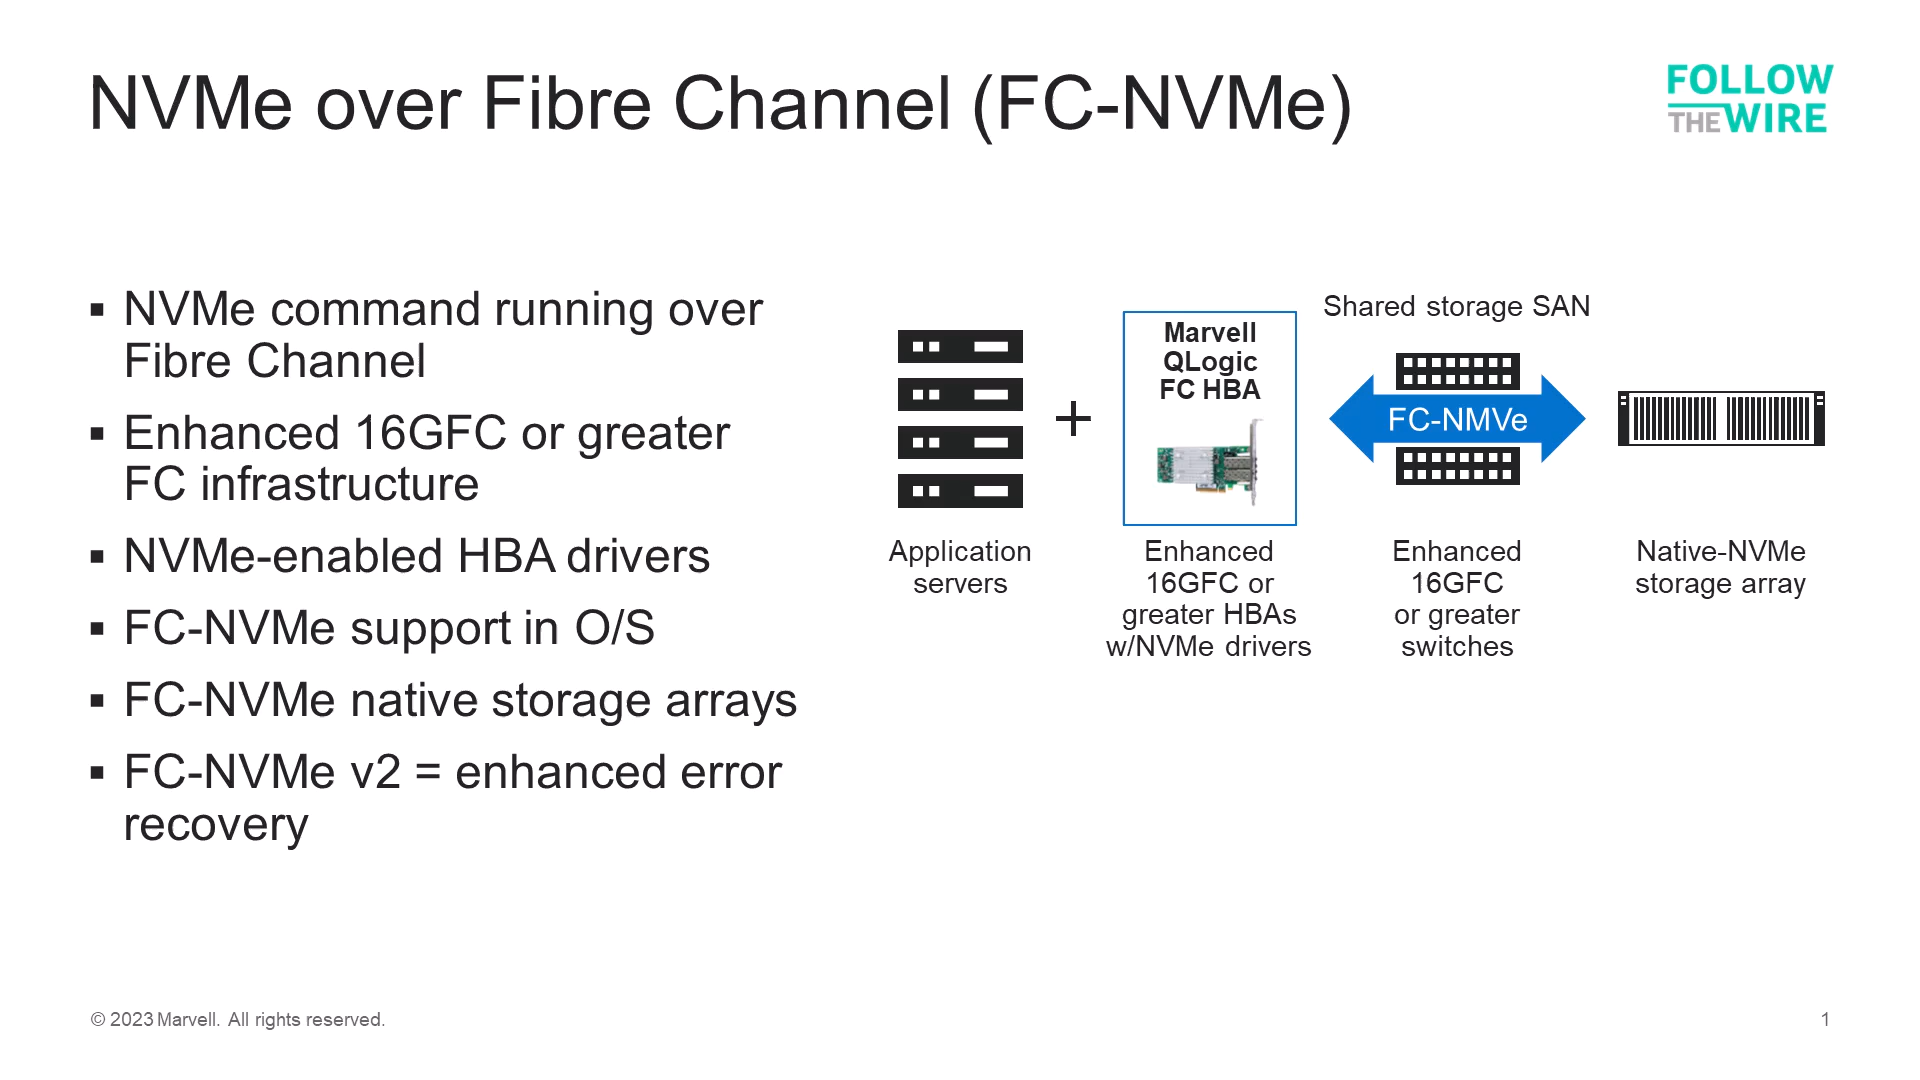 NVMe over Fibre Channel (FC-NVMe)
FOLLOW
THE WIRE
▪ NVMe command running over
Fibre Channel
▪ Enhanced 16GFC or greater
FC infrastructure
▪ NVMe-enabled HBA drivers
▪ FC-NVMe support in O/S
▪ FC-NVMe native storage arrays
▪ FC-NVMe v2 = enhanced error
recovery
Application
servers
+
Marvell
QLogic
FC HBA
Enhanced
16GFC or
greater HBAs
w/NVMe drivers
Shared storage SAN
FC-NMVe
Enhanced
16GFC
or greater
switches
Native-NVMe
storage array
© 2023 Marvell. All rights reserved.
1